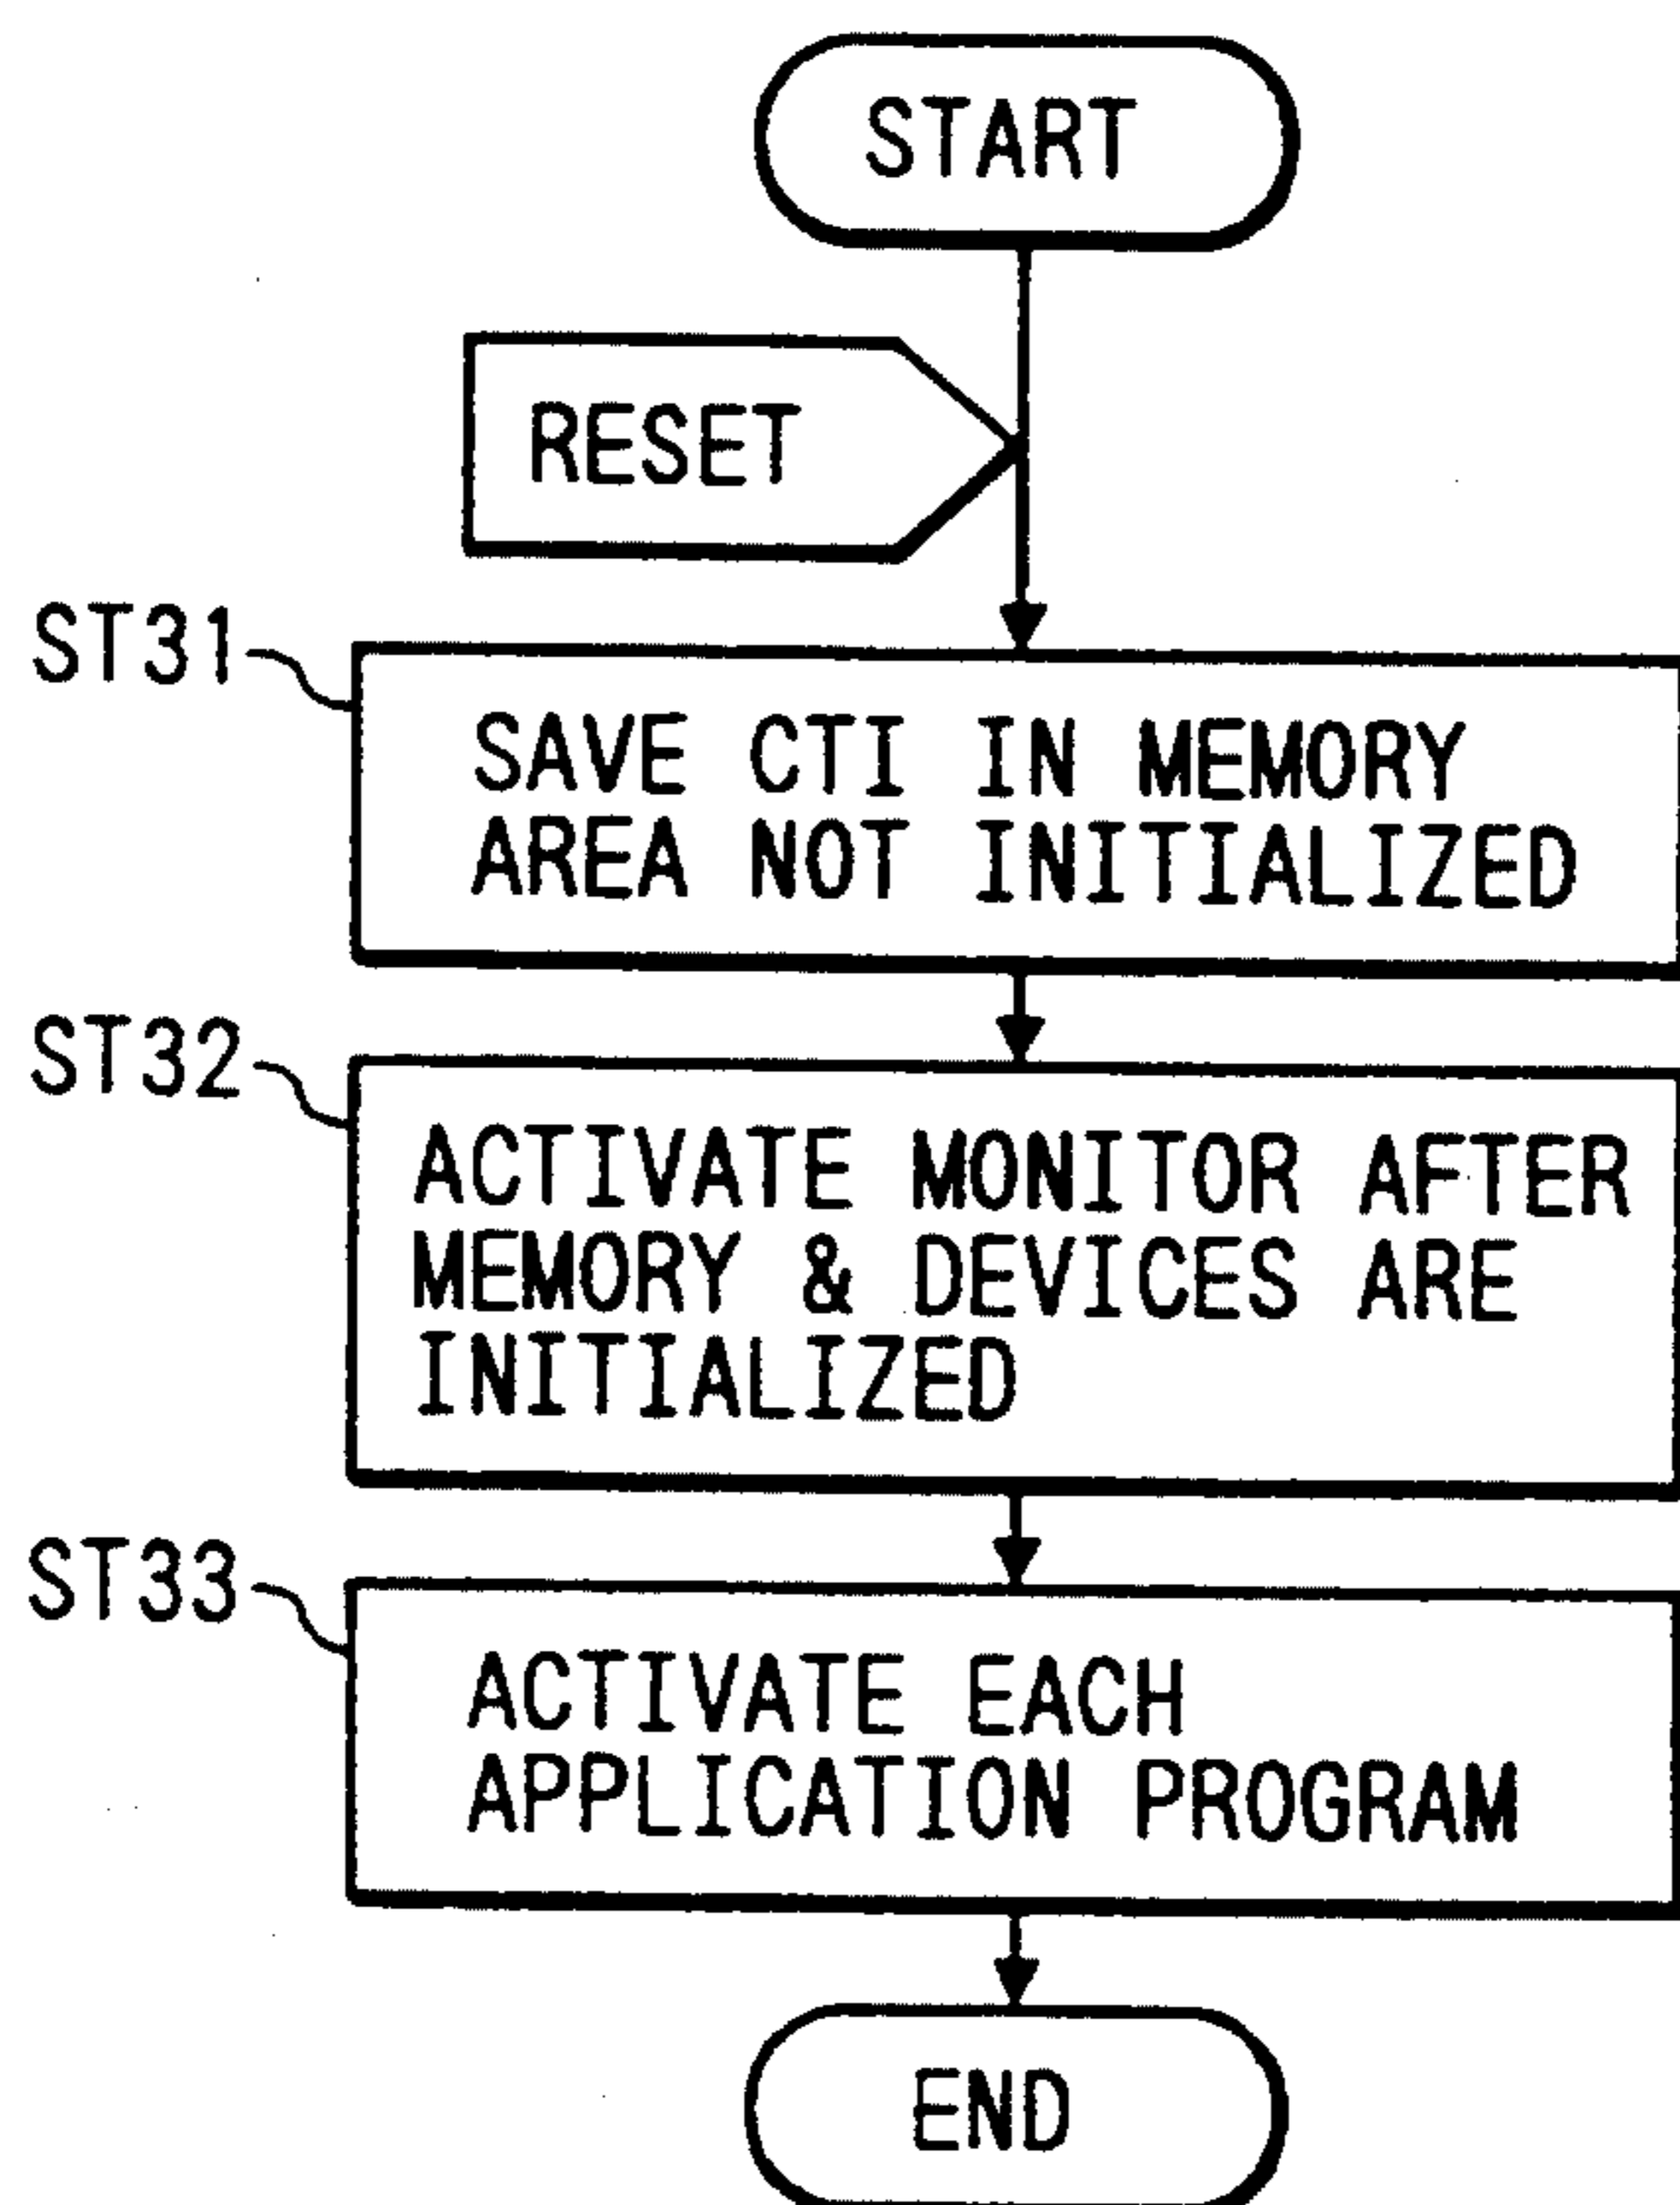 START
RESET
ST31
SAVE CTI IN MEMORY
AREA NOT INITIALIZED
ST32
ACTIVATE MONITOR AFTER
MEMORY & DEVICES ARE
INITIALIZED
ST33
ACTIVATE EACH
APPLICATION PROGRAM
END